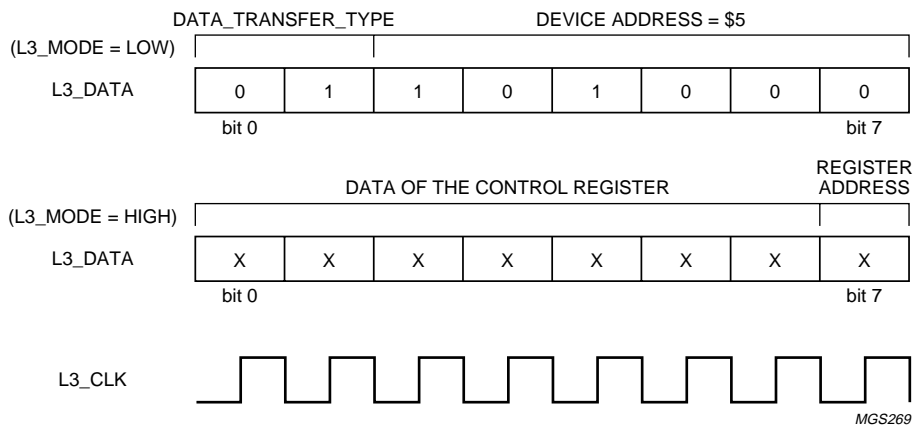 DATA_TRANSFER_TYPE DEVICE ADDRESS = $5
(L3_MODE = LOW)
L3_DATA 0 1 1 0 1 0 0 0
bit 0 bit 7
REGISTER
DATA OF THE CONTROL REGISTER ADDRESS
(L3_MODE = HIGH)
L3_DATA X X X X X X X X
bit 0 bit 7
L3_CLK
MGS269